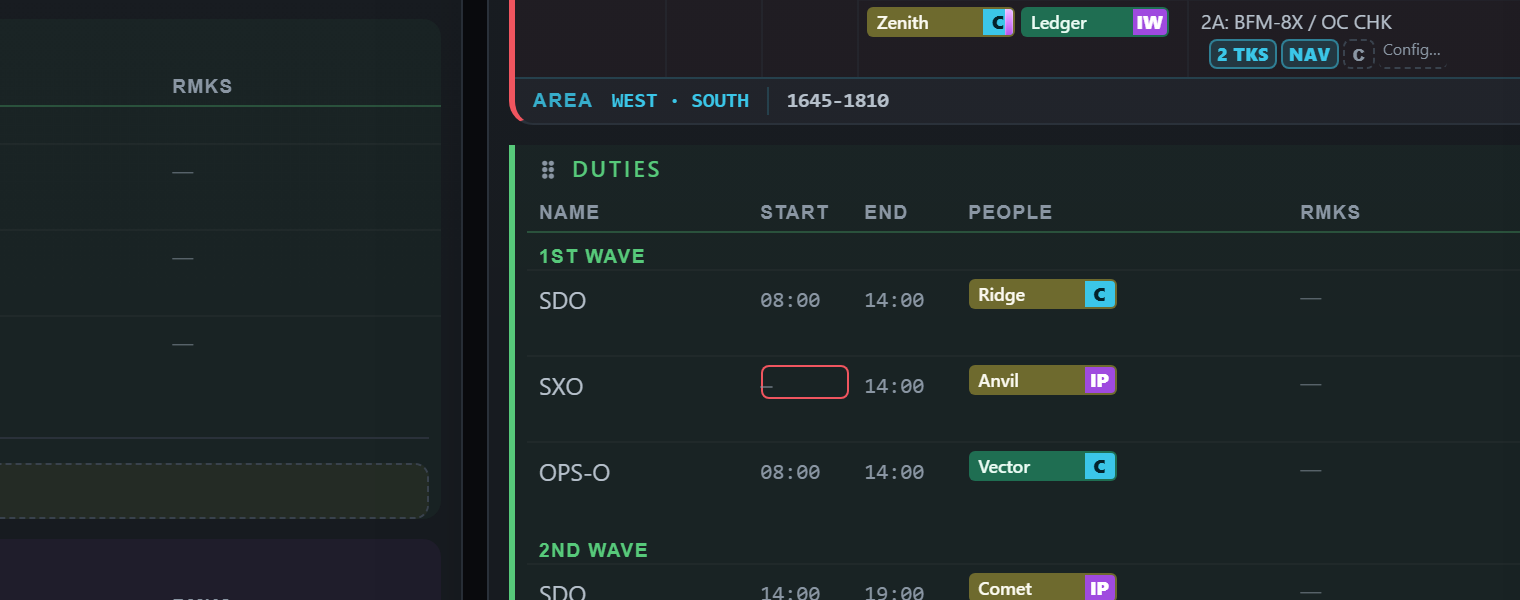 RMKS
—
—
—
Zenith C Ledger IW 2A: BFM-8X / OC CHK
2 TKS NAV C Config...
AREA WEST • SOUTH 1645-1810
DUTIES
NAME START END PEOPLE RMKS
1ST WAVE
SDO 08:00 14:00 Ridge C —
SXO — 14:00 Anvil IP —
OPS-O 08:00 14:00 Vector C —
2ND WAVE
SDO 14:00 19:00 Comet IP —